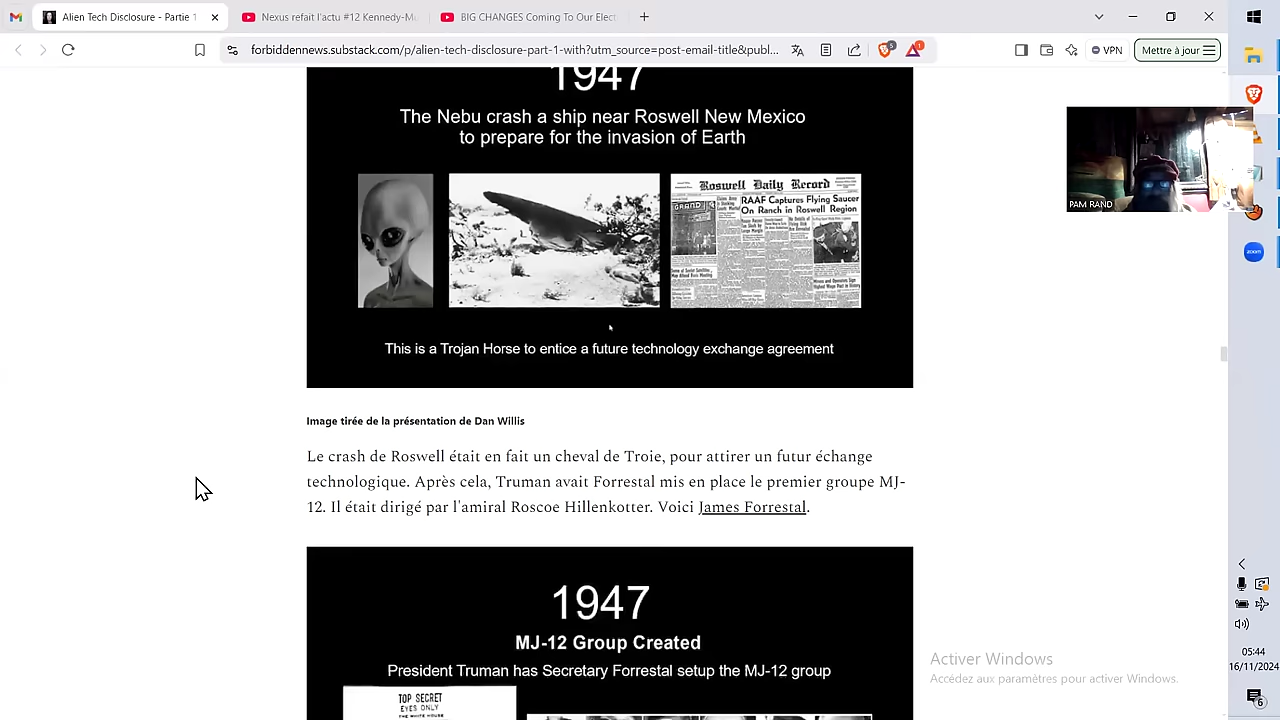 Alien Tech Disclosure - Partie 1
Nexus refait l'actu #12 Kennedy-Mu
BIG CHANGES Coming To Our Elect
forbiddennews.substack.com/p/alien-tech-disclosure-part-1-with?utm_source=post-email-title&publ...
5
1
VPN
Mettre à jour
1947
The Nebu crash a ship near Roswell New Mexico
to prepare for the invasion of Earth
Roswell Daily Record
RAAF Captures Flying Saucer
On Ranch in Roswell Region
This is a Trojan Horse to entice a future technology exchange agreement
PAM RAND
zoom
Image tirée de la présentation de Dan Willis
Le crash de Roswell était en fait un cheval de Troie, pour attirer un futur échange
technologique. Après cela, Truman avait Forrestal mis en place le premier groupe MJ-
12. Il était dirigé par l'amiral Roscoe Hillenkotter. Voici James Forrestal.
1947
MJ-12 Group Created
President Truman has Secretary Forrestal setup the MJ-12 group
TOP SECRET
EYES ONLY
THE WHITE HOUSE
Activer Windows
Accédez aux paramètres pour activer Windows.
05:44
16/11/2024
6